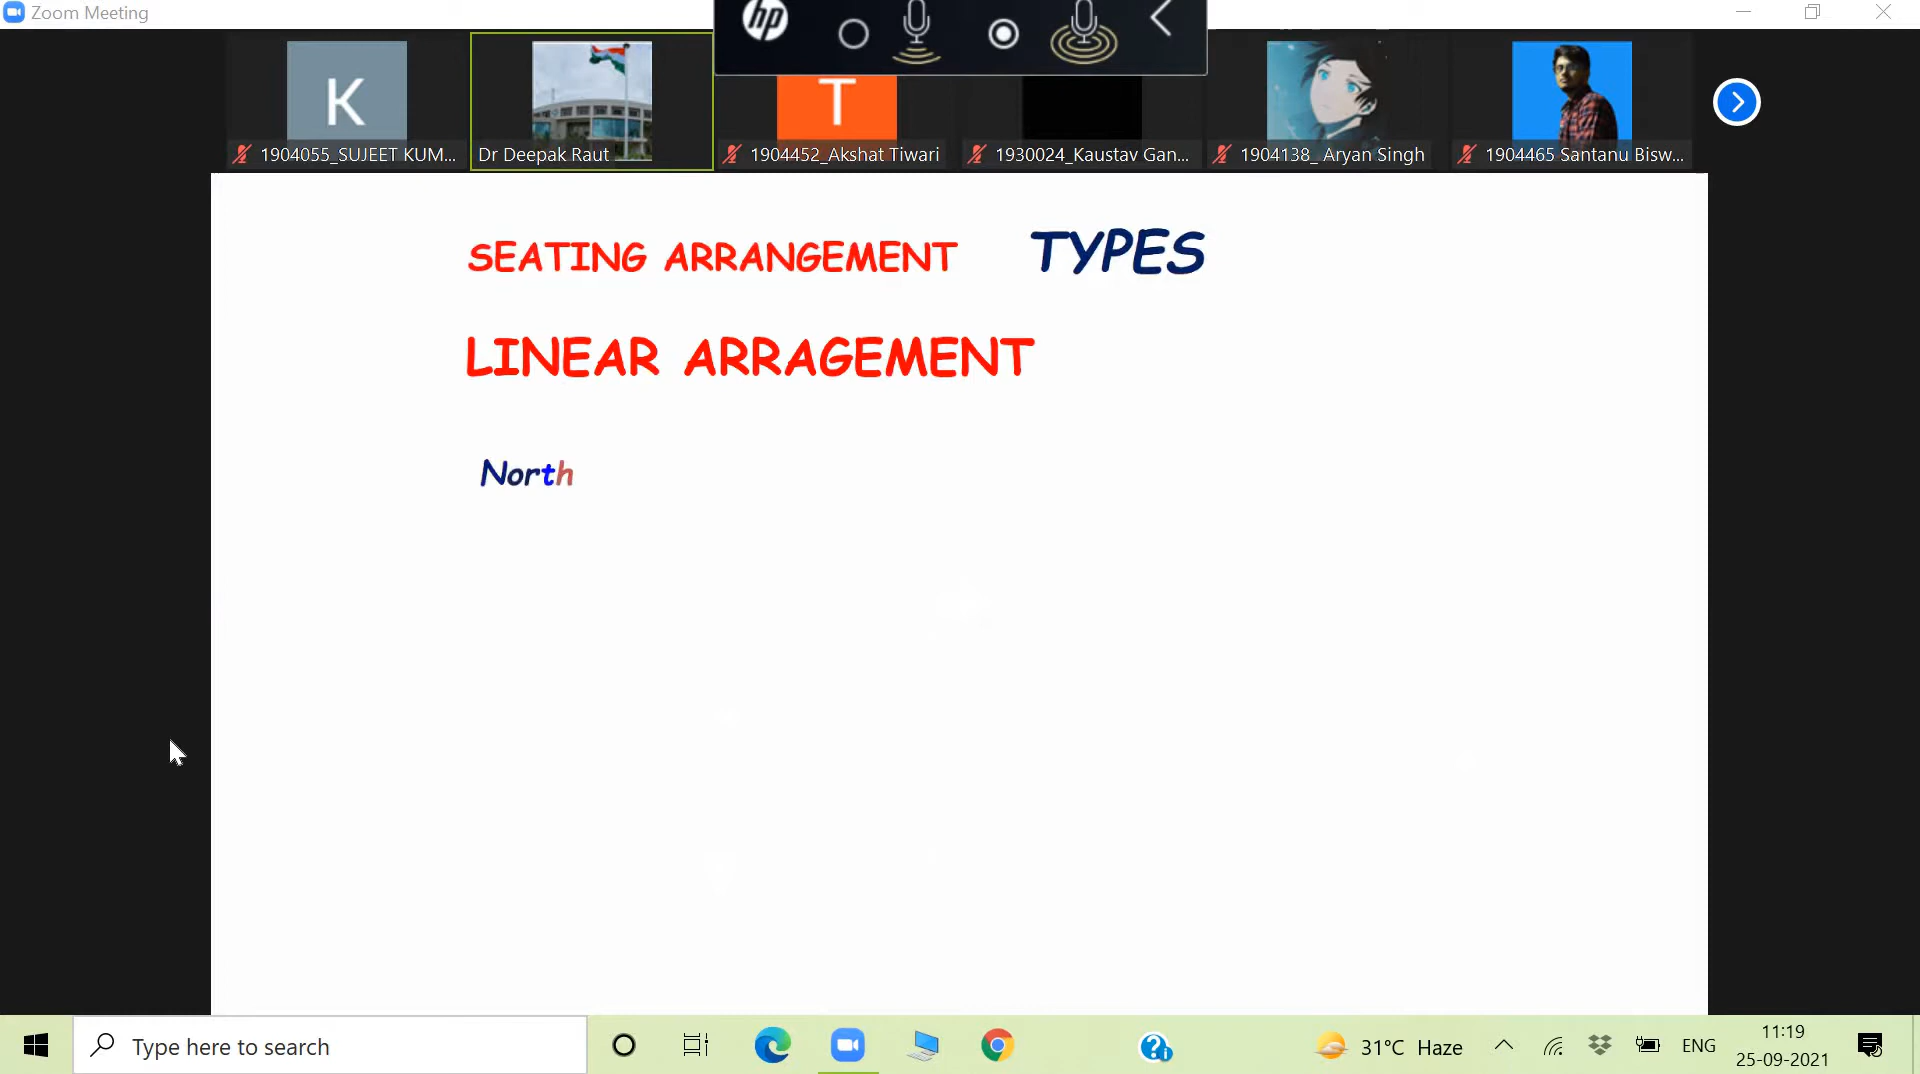 Zoom Meeting
hp
K
T
1904055_SUJEET KUM...
Dr Deepak Raut
1904452_Akshat Tiwari
1930024_Kaustav Gan...
1904138_ Aryan Singh
1904465 Santanu Bisw...
SEATING ARRANGEMENT TYPES
LINEAR ARRAGEMENT
North
Type here to search
31°C Haze
ENG
11:19
25-09-2021